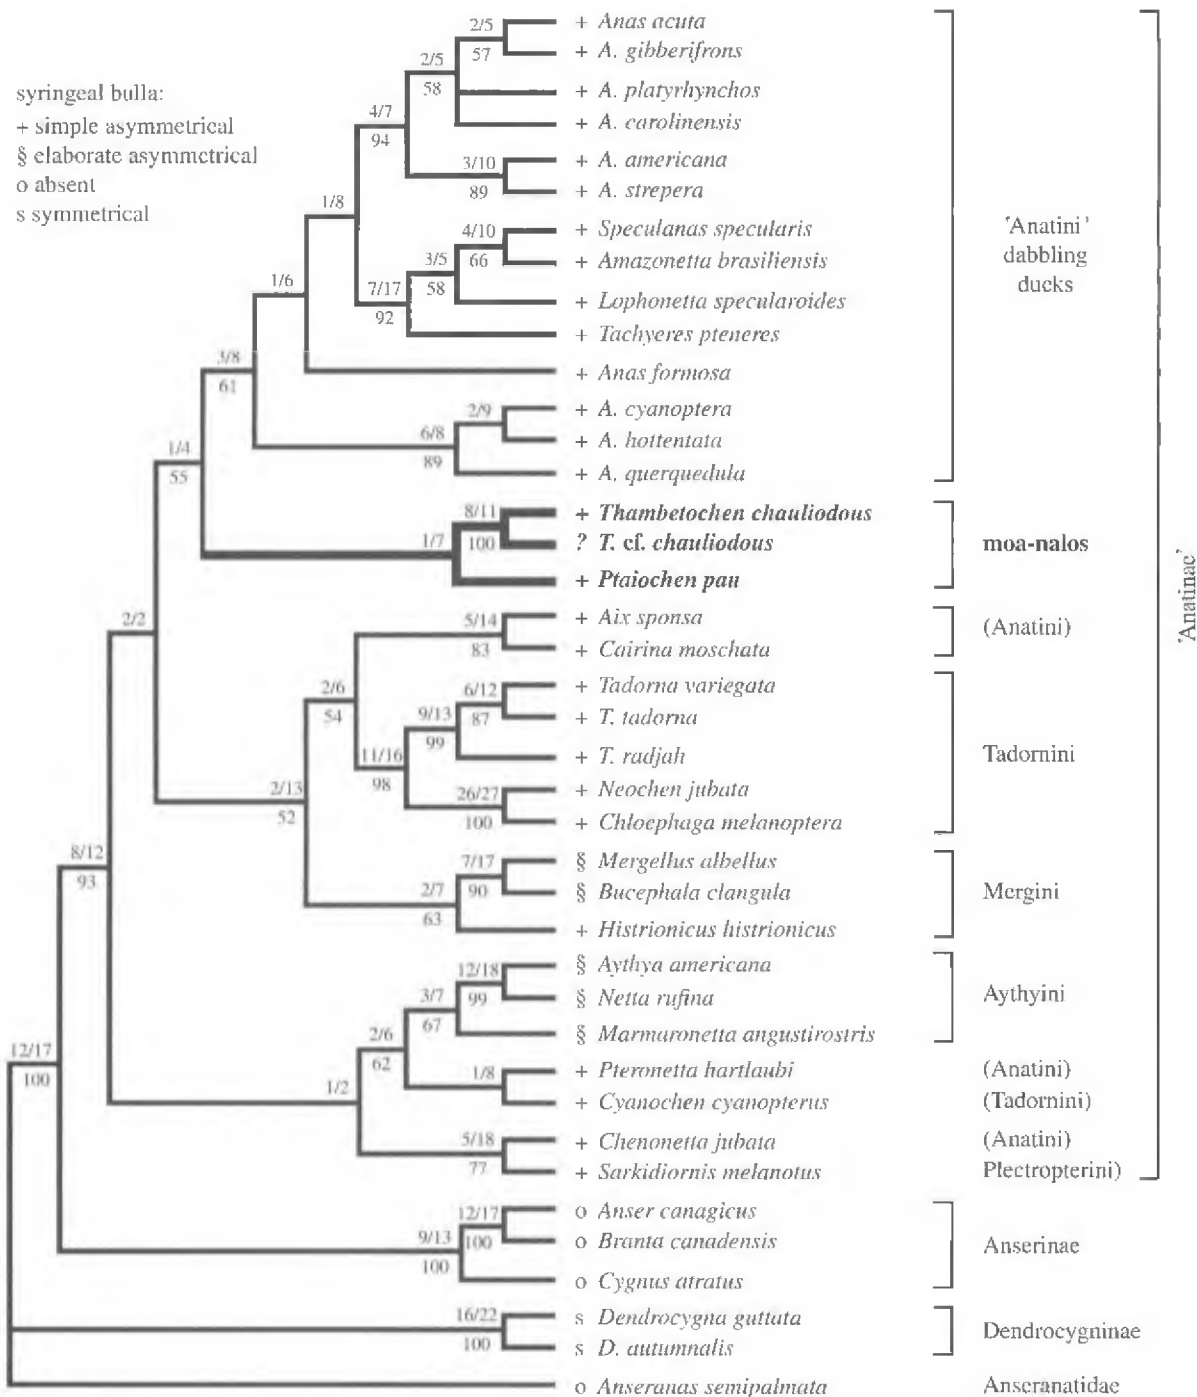 syringeal bulla:
+ simple asymmetrical
§ elaborate asymmetrical
o absent
s symmetrical
2/5
57
2/5
58
4/7
94
3/10
89
1/8
4/10
66
3/5
58
7/17
92
1/6
3/8
61
2/9
6/8
89
1/4
55
8/11
100
1/7
2/2
5/14
83
2/6
54
6/12
87
9/13
99
11/16
98
26/27
100
2/13
52
7/17
90
2/7
63
8/12
93
12/18
99
3/7
67
2/6
62
1/8
1/2
5/18
77
12/17
100
12/17
100
9/13
100
16/22
100
+ Anas acuta
+ A. gibberifrons
+ A. platyrhynchos
+ A. carolinensis
+ A. americana
+ A. strepera
+ Speculanas specularis
+ Amazonetta brasiliensis
+ Lophonetta specularoides
+ Tachyeres pteneres
+ Anas formosa
+ A. cyanoptera
+ A. hottentata
+ A. querquedula
+ Thambetochen chauliodous
? T. cf. chauliodous
+ Ptaiochen pau
+ Aix sponsa
+ Cairina moschata
+ Tadorna variegata
+ T. tadorna
+ T. radjah
+ Neochen jubata
+ Chloephaga melanoptera
§ Mergellus albellus
§ Bucephala clangula
+ Histrionicus histrionicus
§ Aythya americana
§ Netta rufina
§ Marmaronetta angustirostris
+ Pteronetta hartlaubi
+ Cyanochen cyanopterus
+ Chenonetta jubata
+ Sarkidiornis melanotus
o Anser canagicus
o Branta canadensis
o Cygnus atratus
s Dendrocygna guttata
s D. autumnalis
o Anseranas semipalmata
'Anatini'
dabbling
ducks
moa-nalos
(Anatini)
Tadornini
Mergini
Aythyini
(Anatini)
(Tadornini)
(Anatini)
Plectropterini)
Anserinae
Dendrocygninae
Anseranatidae
'Anatinae'